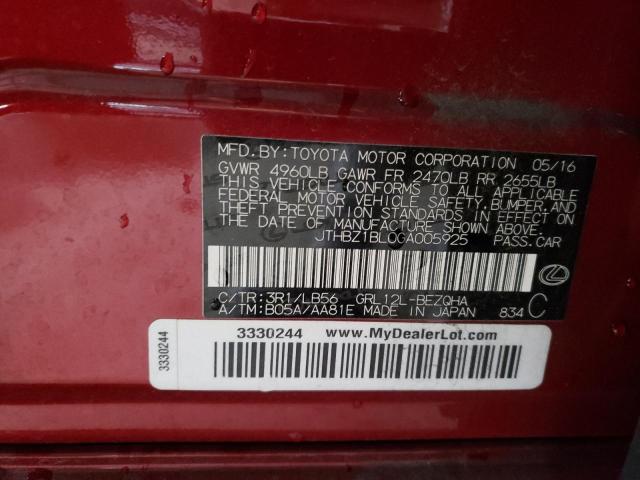 MFD.BY:TOYOTA MOTOR CORPORATION 05/16
GVWR 4960LB GAWR FR 2470LB RR 2655LB
THIS VEHICLE CONFORMS TO ALL APPLICABLE
FEDERAL MOTOR VEHICLE SAFETY,BUMPER,AND
THEFT PREVENTION STANDARDS IN EFFECT ON
THE DATE OF MANUFACTURE SHOWN ABOVE.
JTHBZ1BL0GA005925 PASS.CAR
C/TR:3R1/LB56 GRL12L-BEZQHA C
A/TM:B05A/AA81E MADE IN JAPAN 834
3330244
3330244 www.MyDealerLot.com